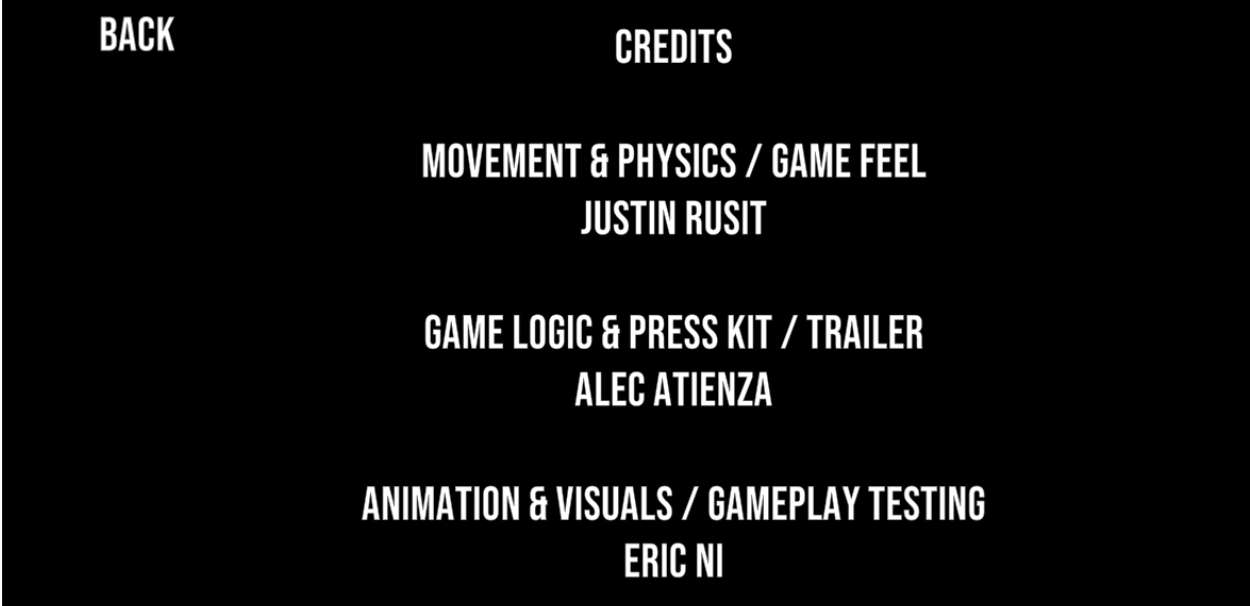 BACK
CREDITS
MOVEMENT & PHYSICS / GAME FEEL
JUSTIN RUSIT
GAME LOGIC & PRESS KIT / TRAILER
ALEC ATIENZA
ANIMATION & VISUALS / GAMEPLAY TESTING
ERIC NI